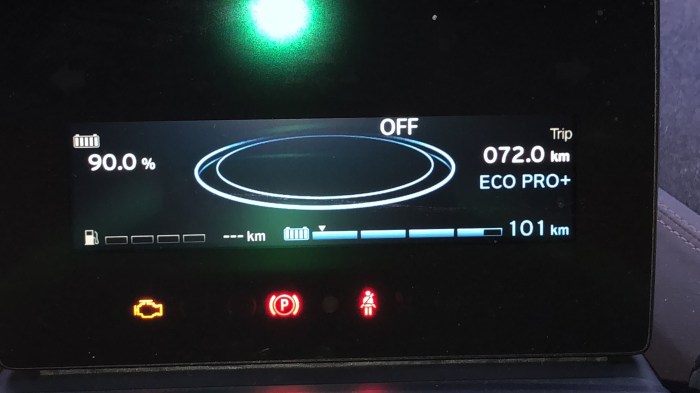 OFF
Trip
90.0 %
072.0 km
ECO PRO+
--- km
101 km
P